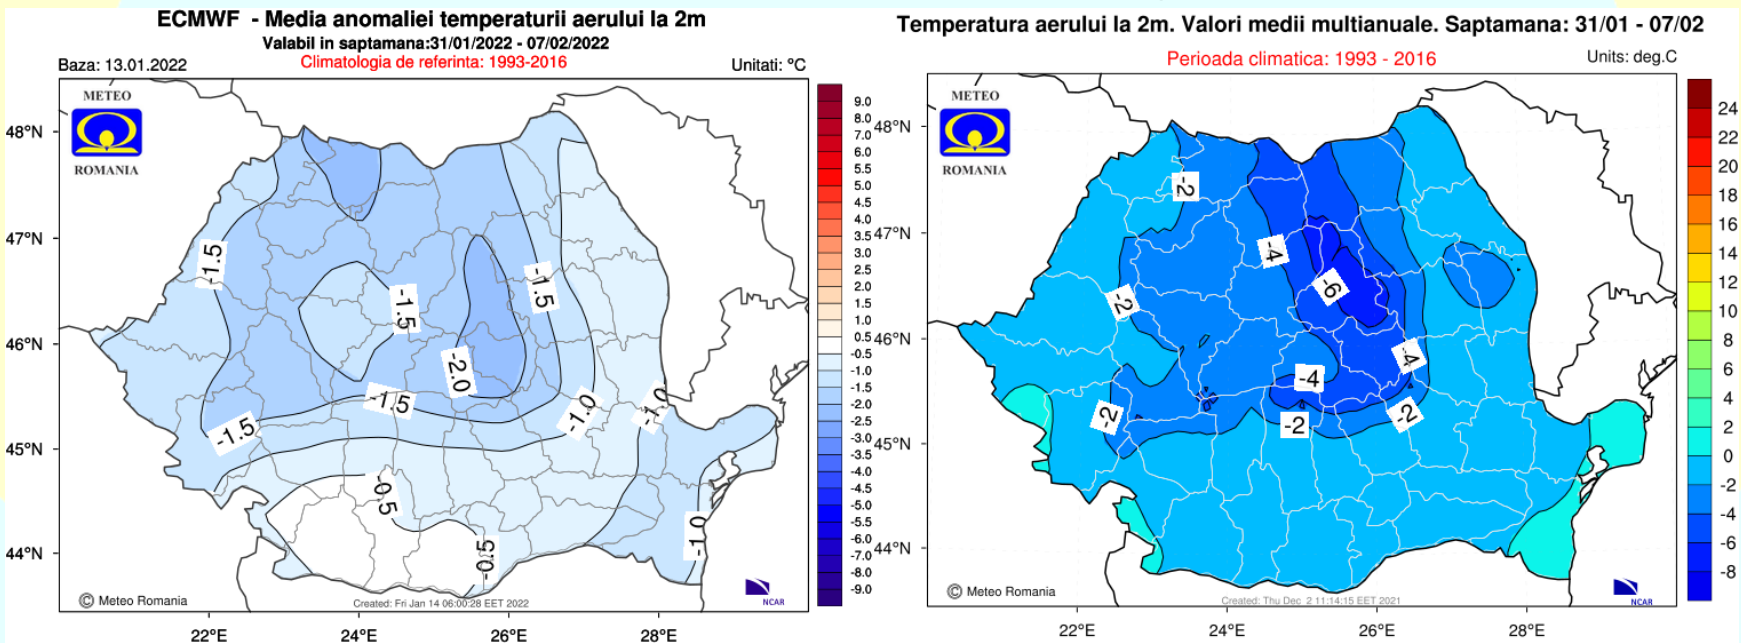 ECMWF - Media anomaliei temperaturii aerului la 2m
Valabil in saptamana:31/01/2022 - 07/02/2022
Baza: 13.01.2022
Climatologia de referinta: 1993-2016
Unitati: ºC
METEO
ROMANIA
48°N
47°N
46°N
45°N
44°N
-1.5
-1.5
-1.5
-2.0
-1.5
-1.5
-1.0
-1.0
-0.5
-0.5
-1.0
9.0
8.0
7.0
6.0
5.5
5.0
4.5
4.0
3.5
3.0
2.5
2.0
1.5
1.0
0.5
-0.5
-1.0
-1.5
-2.0
-2.5
-3.0
-3.5
-4.0
-4.5
-5.0
-5.5
-6.0
-7.0
-8.0
-9.0
© Meteo Romania
Created: Fri Jan 14 06:00:28 EET 2022
NCAR
22°E
24°E
26°E
28°E
Temperatura aerului la 2m. Valori medii multianuale. Saptamana: 31/01 - 07/02
Perioada climatica: 1993 - 2016
Units: deg.C
METEO
ROMANIA
48°N
47°N
46°N
45°N
44°N
-2
-4
-6
-2
-4
-4
-2
-2
-2
24
22
20
18
16
14
12
10
8
6
4
2
0
-2
-4
-6
-8
© Meteo Romania
Created: Thu Dec 2 11:14:15 EET 2021
NCAR
22°E
24°E
26°E
28°E